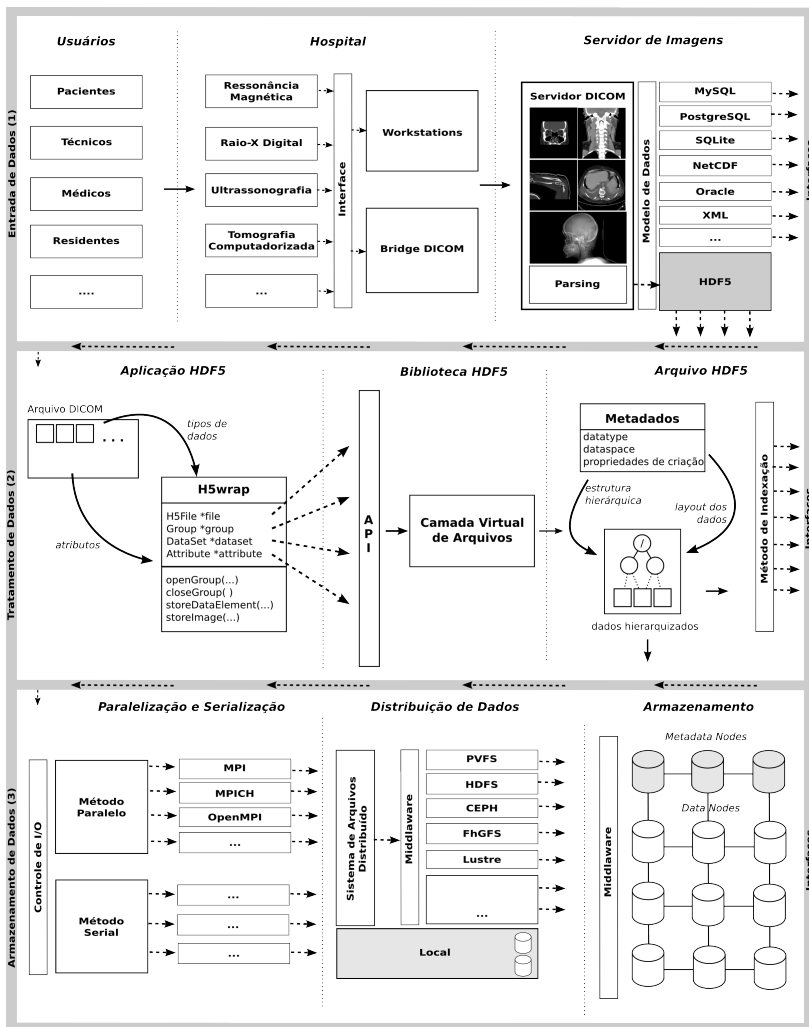 Usuários
Hospital
Servidor de Imagens
Entrada de Dados (1)
Pacientes
Técnicos
Médicos
Residentes
....
Ressonância
Magnética
Raio-X Digital
Ultrassonografia
Tomografia
Computadorizada
...
Interface
Workstations
Bridge DICOM
Servidor DICOM
Parsing
Modelo de Dados
MySQL
PostgreSQL
SQLite
NetCDF
Oracle
XML
...
HDF5
Interfaces
Aplicação HDF5
Biblioteca HDF5
Arquivo HDF5
Tratamento de Dados (2)
Arquivo DICOM
...
tipos de
dados
atributos
H5wrap
H5File *file
Group *group
DataSet *dataset
Attribute *attribute
openGroup(...)
closeGroup( )
storeDataElement(...)
storeImage(...)
A
P
I
Camada Virtual
de Arquivos
Metadados
datatype
dataspace
propriedades de criação
estrutura
hierárquica
layout dos
dados
/
dados hierarquizados
Método de Indexação
Interfaces
Paralelização e Serialização
Distribuição de Dados
Armazenamento
Armazenamento de Dados (3)
Controle de I/O
Método
Paralelo
MPI
MPICH
OpenMPI
...
Método
Serial
...
...
...
Sistema de Arquivos
Distribuído
Middlaware
PVFS
HDFS
CEPH
FhGFS
Lustre
...
Local
Middlaware
Metadata Nodes
Data Nodes
Interfaces